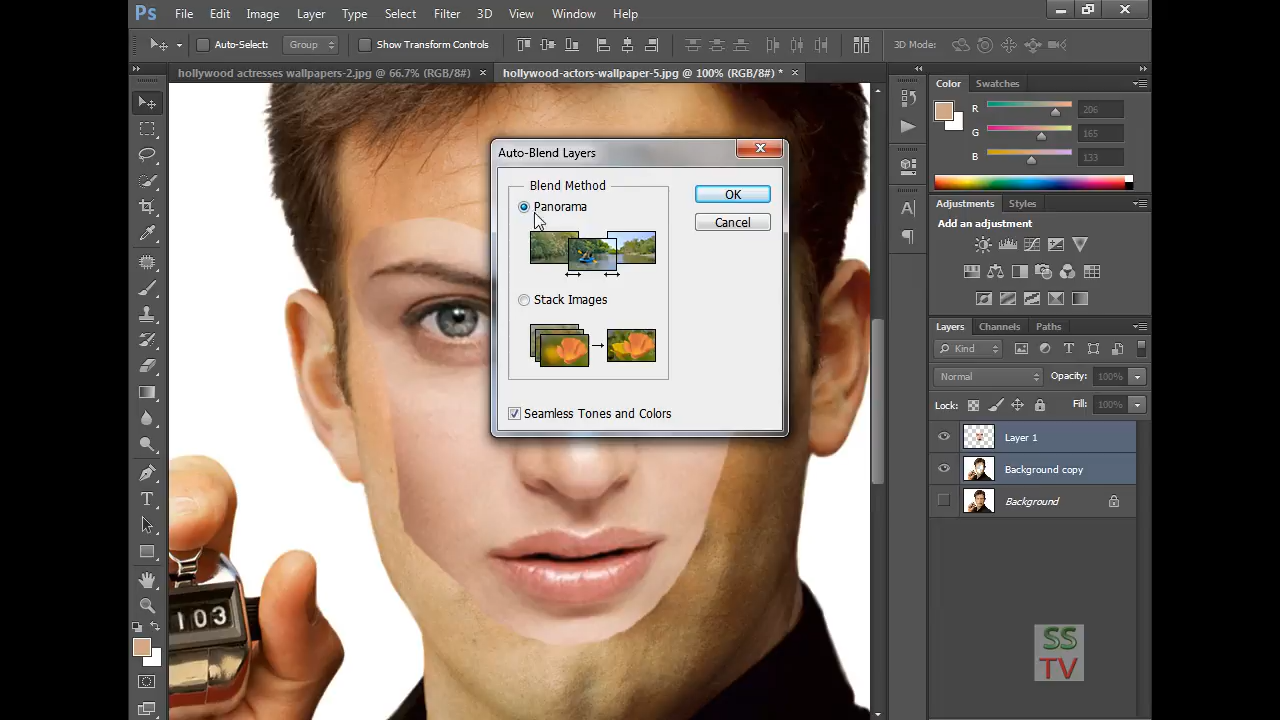 Ps File Edit Image Layer Type Select Filter 3D View Window Help
Auto-Select: Group Show Transform Controls 3D Mode:
hollywood actresses wallpapers-2.jpg @ 66.7% (RGB/8#) × hollywood-actors-wallpaper-5.jpg @ 100% (RGB/8#) * ×
Color Swatches
R 206
G 165
B 133
Auto-Blend Layers
Blend Method
Panorama
Stack Images
Seamless Tones and Colors
OK
Cancel
Adjustments Styles
Add an adjustment
Layers Channels Paths
Kind
Normal Opacity: 100%
Lock: Fill: 100%
Layer 1
Background copy
Background
103
SS
TV